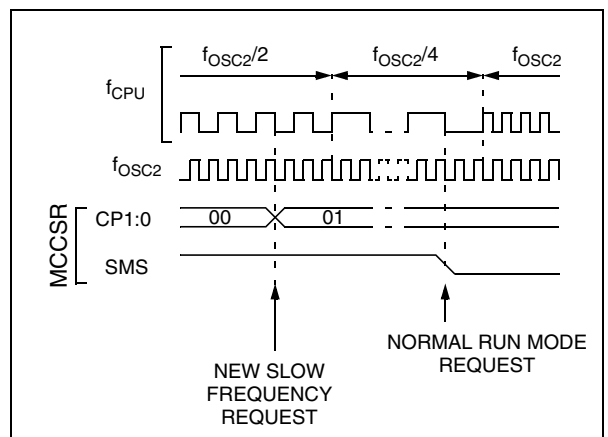 fOSC2/2 fOSC2/4 fOSC2
fCPU
fOSC2
MCCSR
CP1:0 00 01
SMS
NEW SLOW
FREQUENCY
REQUEST
NORMAL RUN MODE
REQUEST